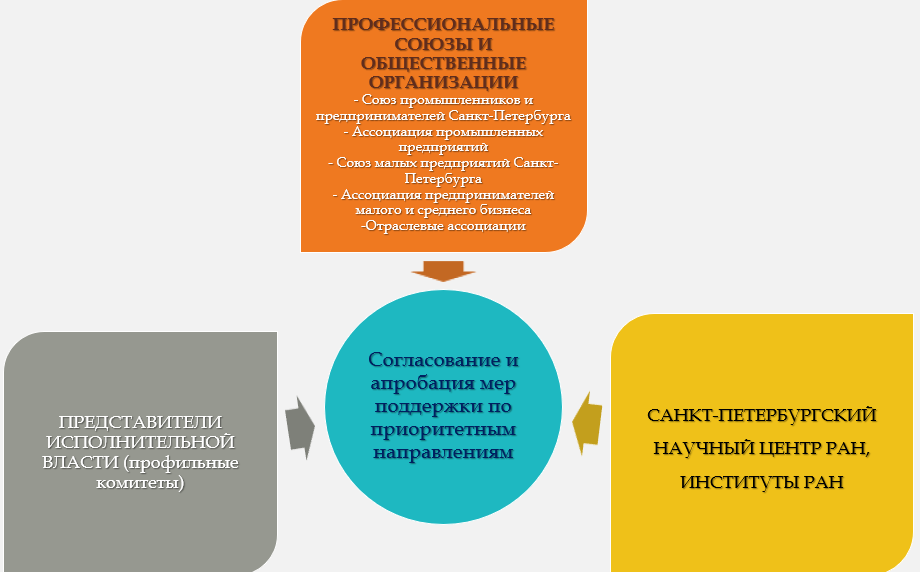 ПРОФЕССИОНАЛЬНЫЕ
СОЮЗЫ И
ОБЩЕСТВЕННЫЕ
ОРГАНИЗАЦИИ
- Союз промышленников и
предпринимателей Санкт-Петербурга
- Ассоциация промышленных
предприятий
- Союз малых предприятий Санкт-
Петербурга
- Ассоциация предпринимателей
малого и среднего бизнеса
-Отраслевые ассоциации
Согласование и
апробация мер
поддержки по
приоритетным
направлениям
ПРЕДСТАВИТЕЛИ
ИСПОЛНИТЕЛЬНОЙ
ВЛАСТИ (профильные
комитеты)
САНКТ-ПЕТЕРБУРГСКИЙ
НАУЧНЫЙ ЦЕНТР РАН,
ИНСТИТУТЫ РАН